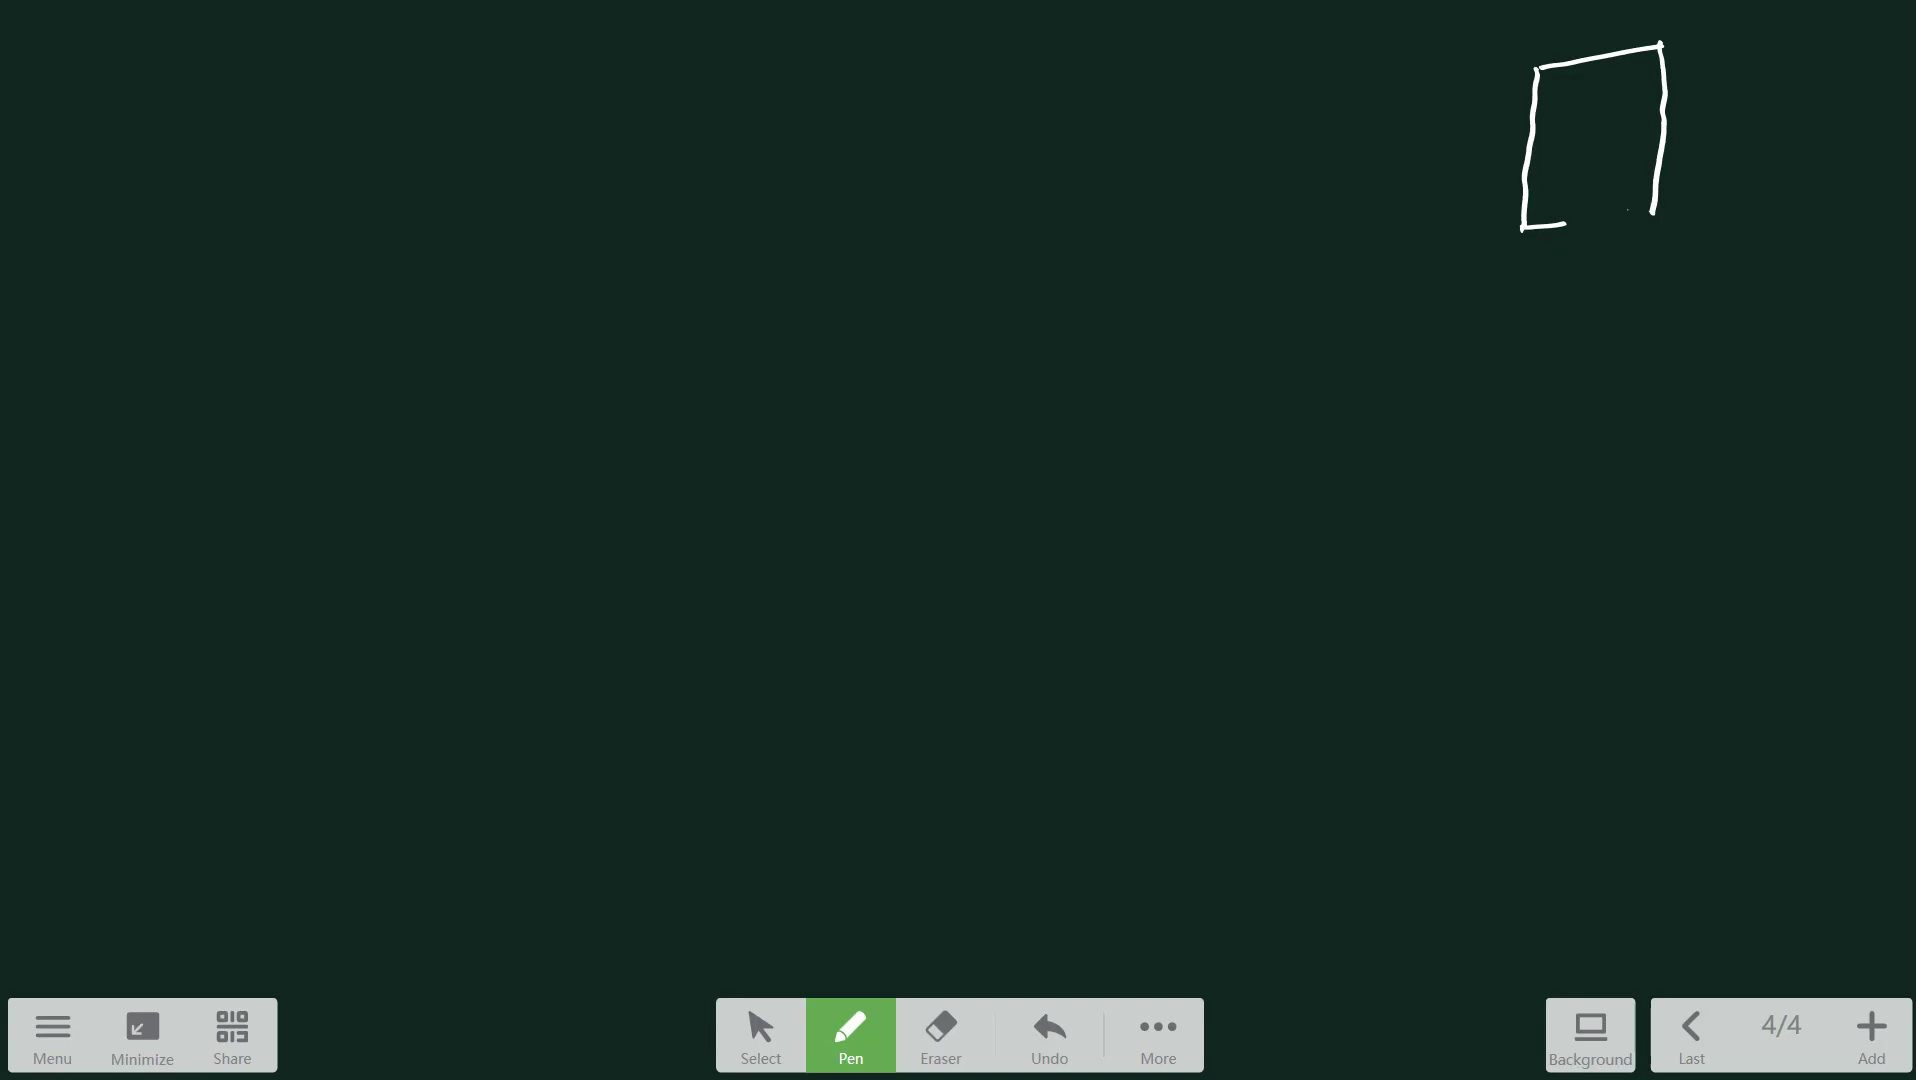 Menu
Minimize
Share
Select
Pen
Eraser
Undo
More
Background
Last
4/4
Add